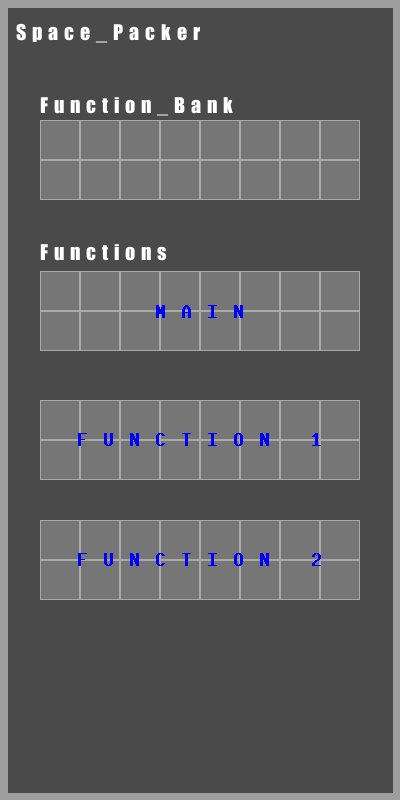 Space_Packer
Function_Bank
Functions
MAIN
FUNCTION 1
FUNCTION 2